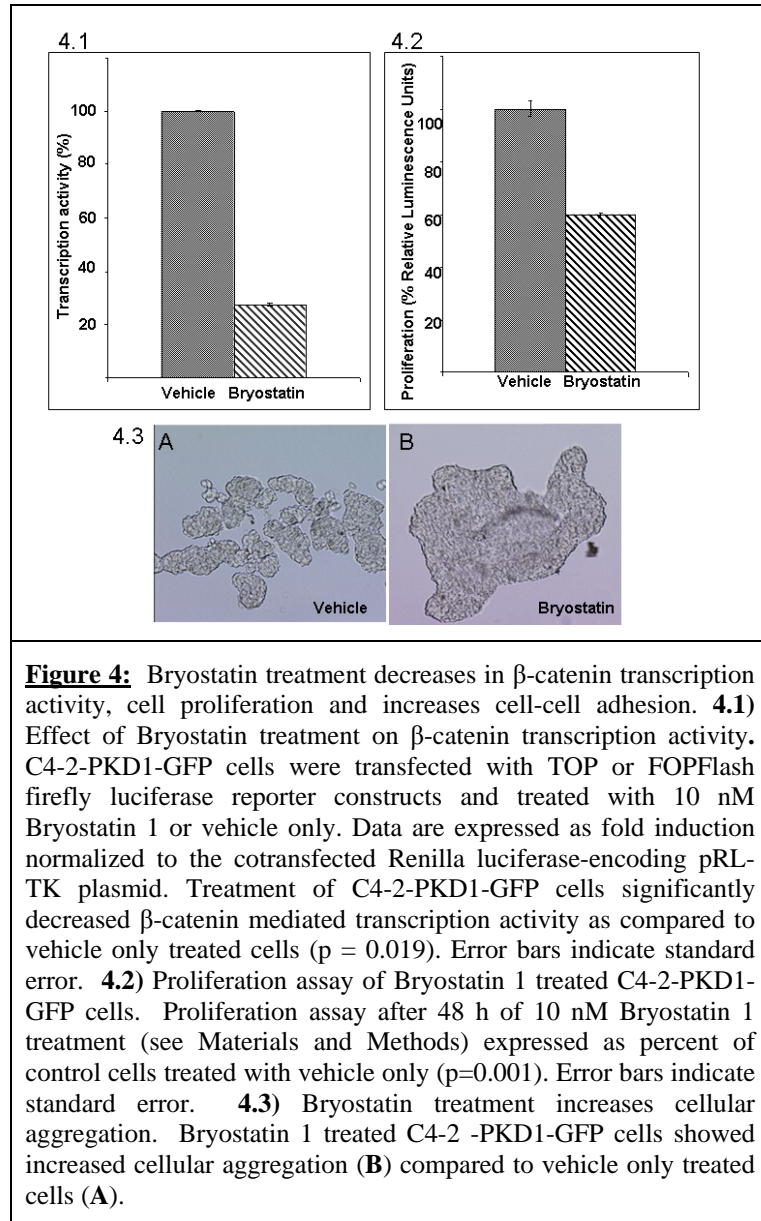 4.1
Transcription activity (%)
100
80
60
40
20
Vehicle Bryostatin
4.2
Proliferation (% Relative Luminescence Units)
100
80
60
40
20
Vehicle Bryostatin
4.3
A
Vehicle
B
Bryostatin
Figure 4: Bryostatin treatment decreases in β-catenin transcription
activity, cell proliferation and increases cell-cell adhesion. 4.1)
Effect of Bryostatin treatment on β-catenin transcription activity.
C4-2-PKD1-GFP cells were transfected with TOP or FOPFlash
firefly luciferase reporter constructs and treated with 10 nM
Bryostatin 1 or vehicle only. Data are expressed as fold induction
normalized to the cotransfected Renilla luciferase-encoding pRL-
TK plasmid. Treatment of C4-2-PKD1-GFP cells significantly
decreased β-catenin mediated transcription activity as compared to
vehicle only treated cells (p = 0.019). Error bars indicate standard
error. 4.2) Proliferation assay of Bryostatin 1 treated C4-2-PKD1-
GFP cells. Proliferation assay after 48 h of 10 nM Bryostatin 1
treatment (see Materials and Methods) expressed as percent of
control cells treated with vehicle only (p=0.001). Error bars indicate
standard error. 4.3) Bryostatin treatment increases cellular
aggregation. Bryostatin 1 treated C4-2 -PKD1-GFP cells showed
increased cellular aggregation (B) compared to vehicle only treated
cells (A).